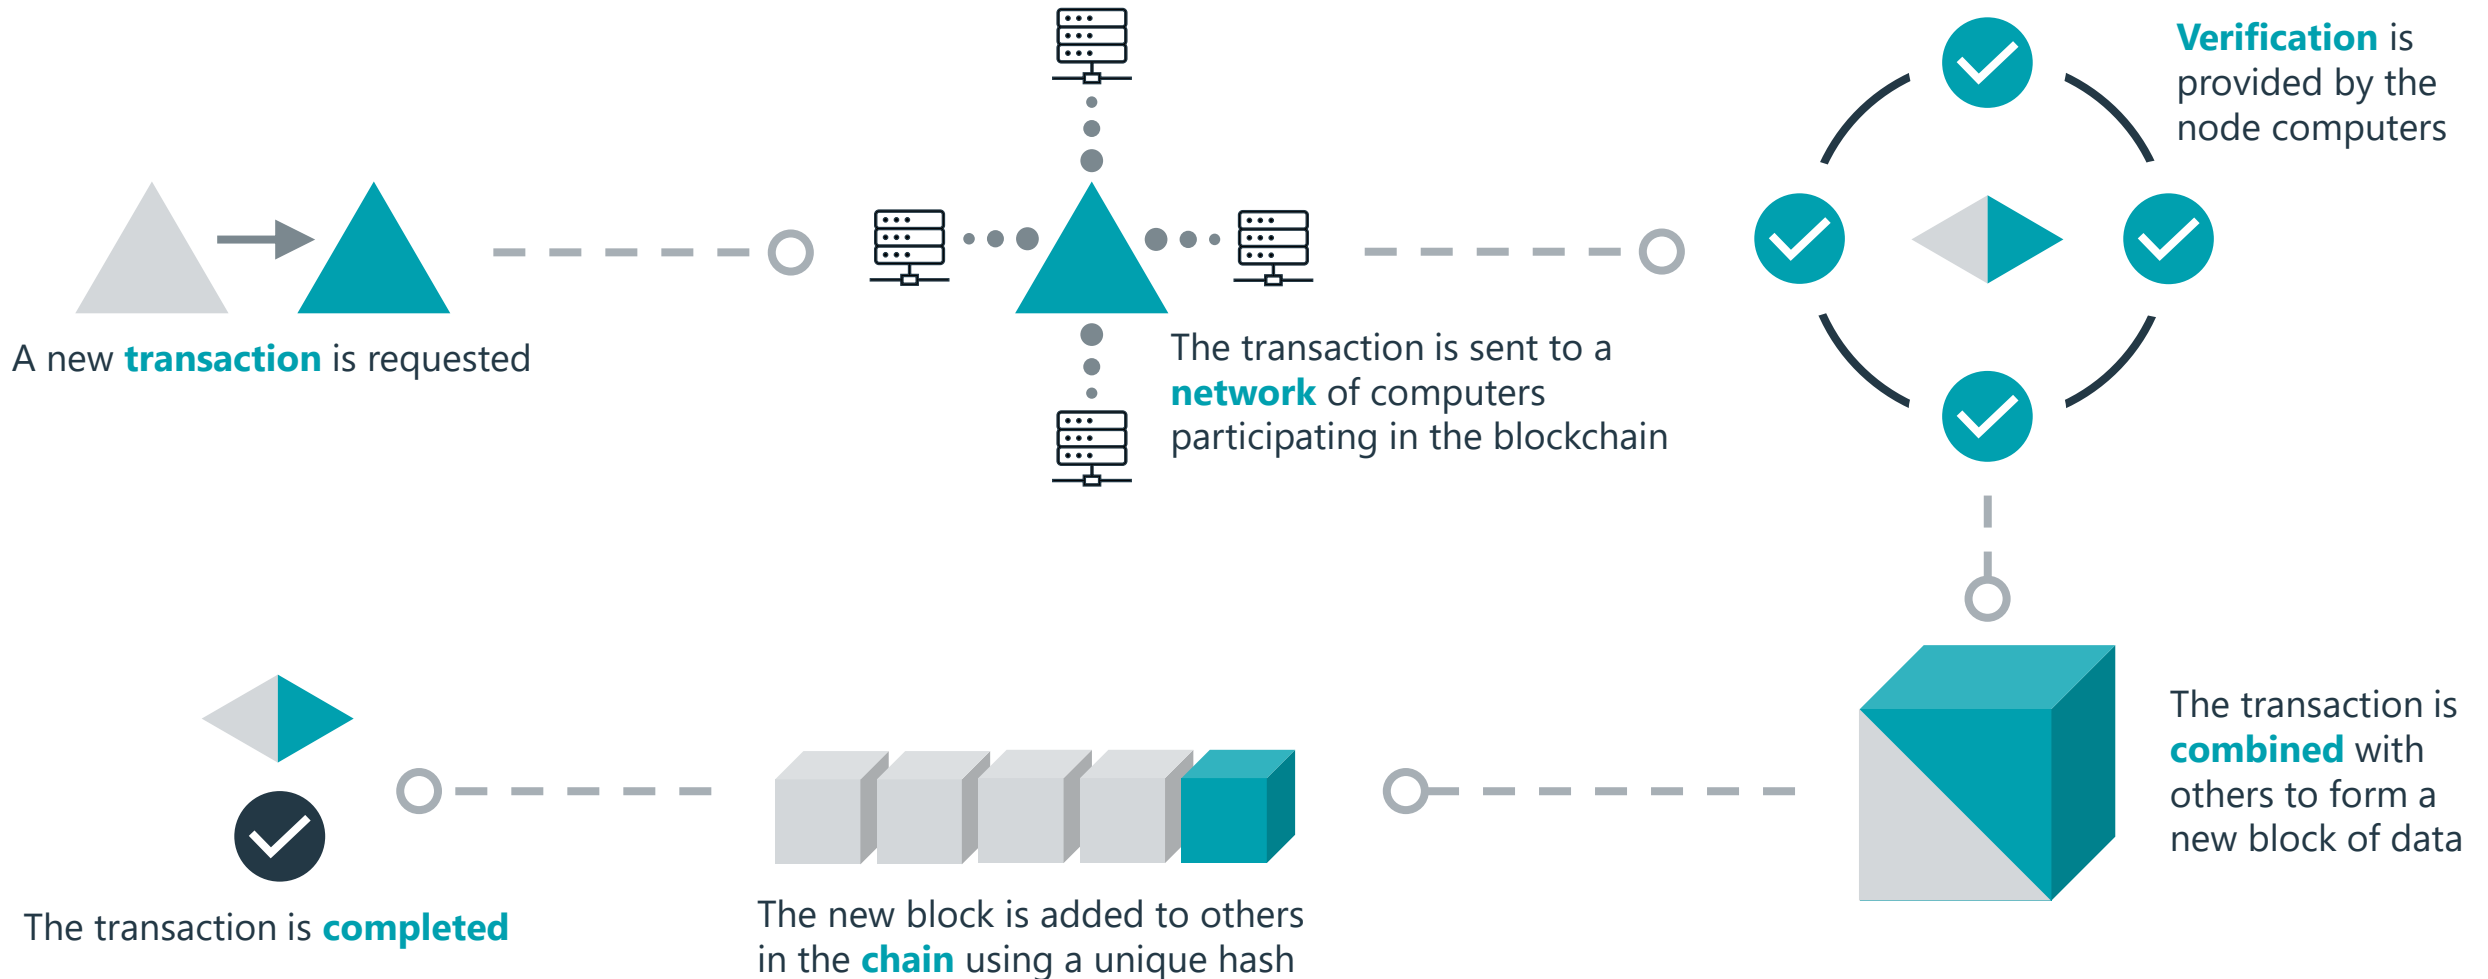 A new transaction is requested
The transaction is sent to a
network of computers
participating in the blockchain
Verification is
provided by the
node computers
The transaction is
combined with
others to form a
new block of data
The new block is added to others
in the chain using a unique hash
The transaction is completed